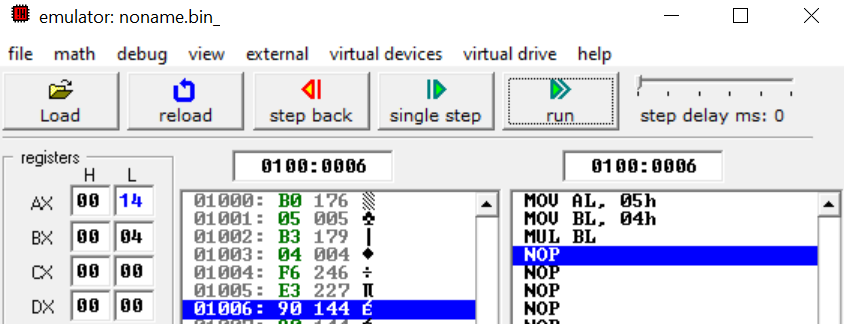 emulator: noname.bin_
file math debug view external virtual devices virtual drive help
Load reload step back single step run step delay ms: 0
registers
H L
AX 00 14
BX 00 04
CX 00 00
DX 00 00
0100:0006
01000: B0 176 ▒
01001: 05 005 ♣
01002: B3 179 │
01003: 04 004 ♦
01004: F6 246 ÷
01005: E3 227 π
01006: 90 144 É
0100:0006
MOV AL, 05h
MOV BL, 04h
MUL BL
NOP
NOP
NOP
NOP